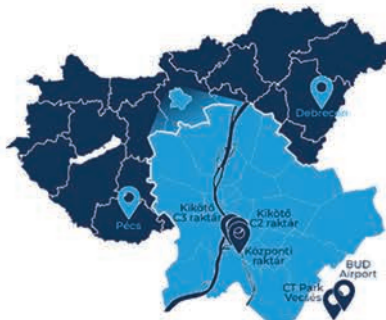 Debrecen
Pécs
Kikötő
C3 raktár
Kikötő
C2 raktár
Központi
raktár
BUD
Airport
CT Park
Vecsés